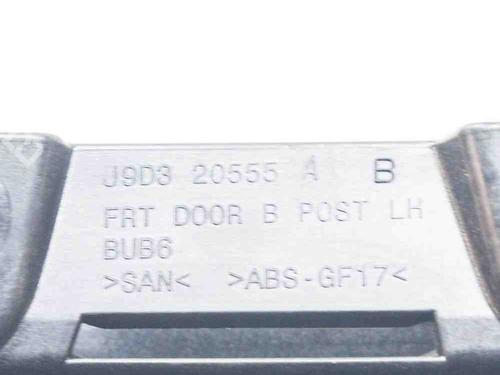 J9D3 20555 A B
FRT DOOR B POST LH
BUB6
>SAN< >ABS-GF17<